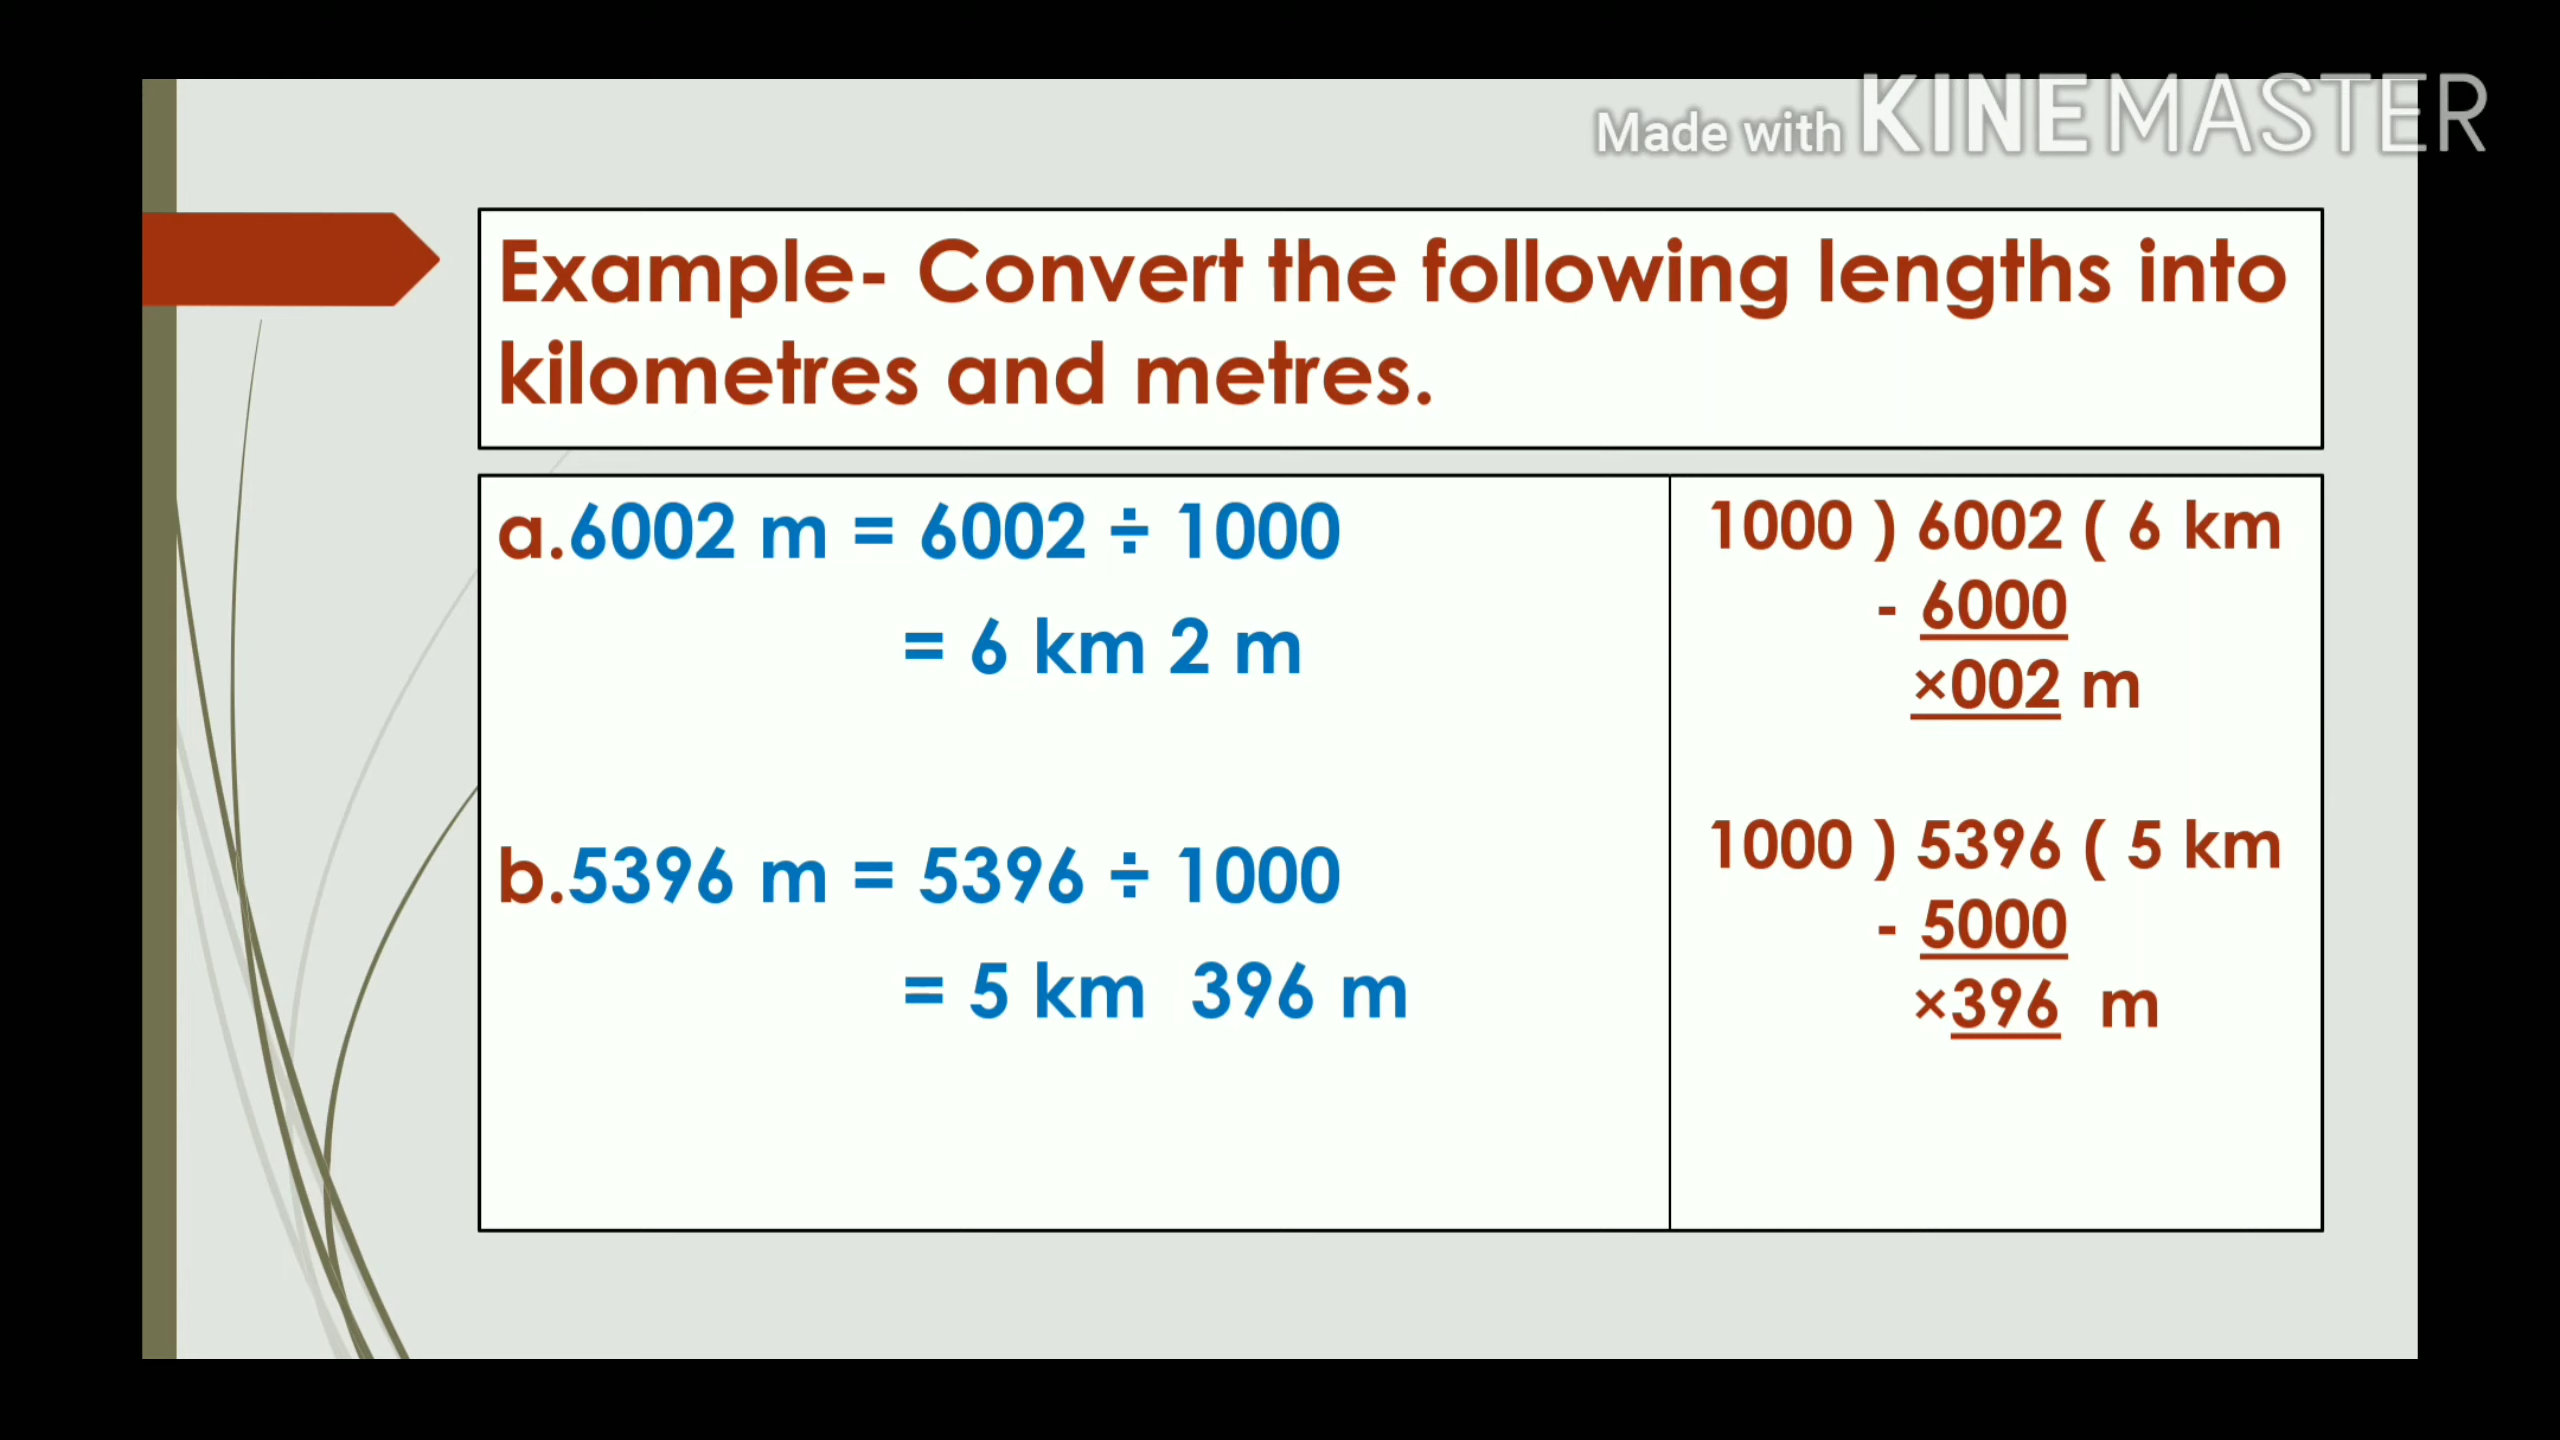 Made with KINEMASTER
Example- Convert the following lengths into
kilometres and metres.
a.6002 m = 6002 ÷ 1000
= 6 km 2 m
b.5396 m = 5396 ÷ 1000
= 5 km 396 m
1000 ) 6002 ( 6 km
- 6000
×002 m
1000 ) 5396 ( 5 km
- 5000
×396 m